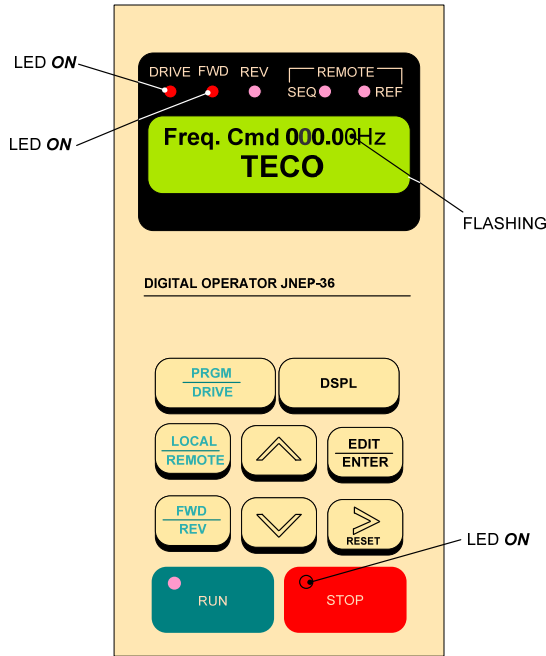 LED ON
DRIVE FWD REV REMOTE
SEQ REF
LED ON
Freq. Cmd 000.00Hz
TECO
FLASHING
DIGITAL OPERATOR JNEP-36
PRGM
DRIVE
DSPL
LOCAL
REMOTE
EDIT
ENTER
FWD
REV
RESET
LED ON
RUN
STOP